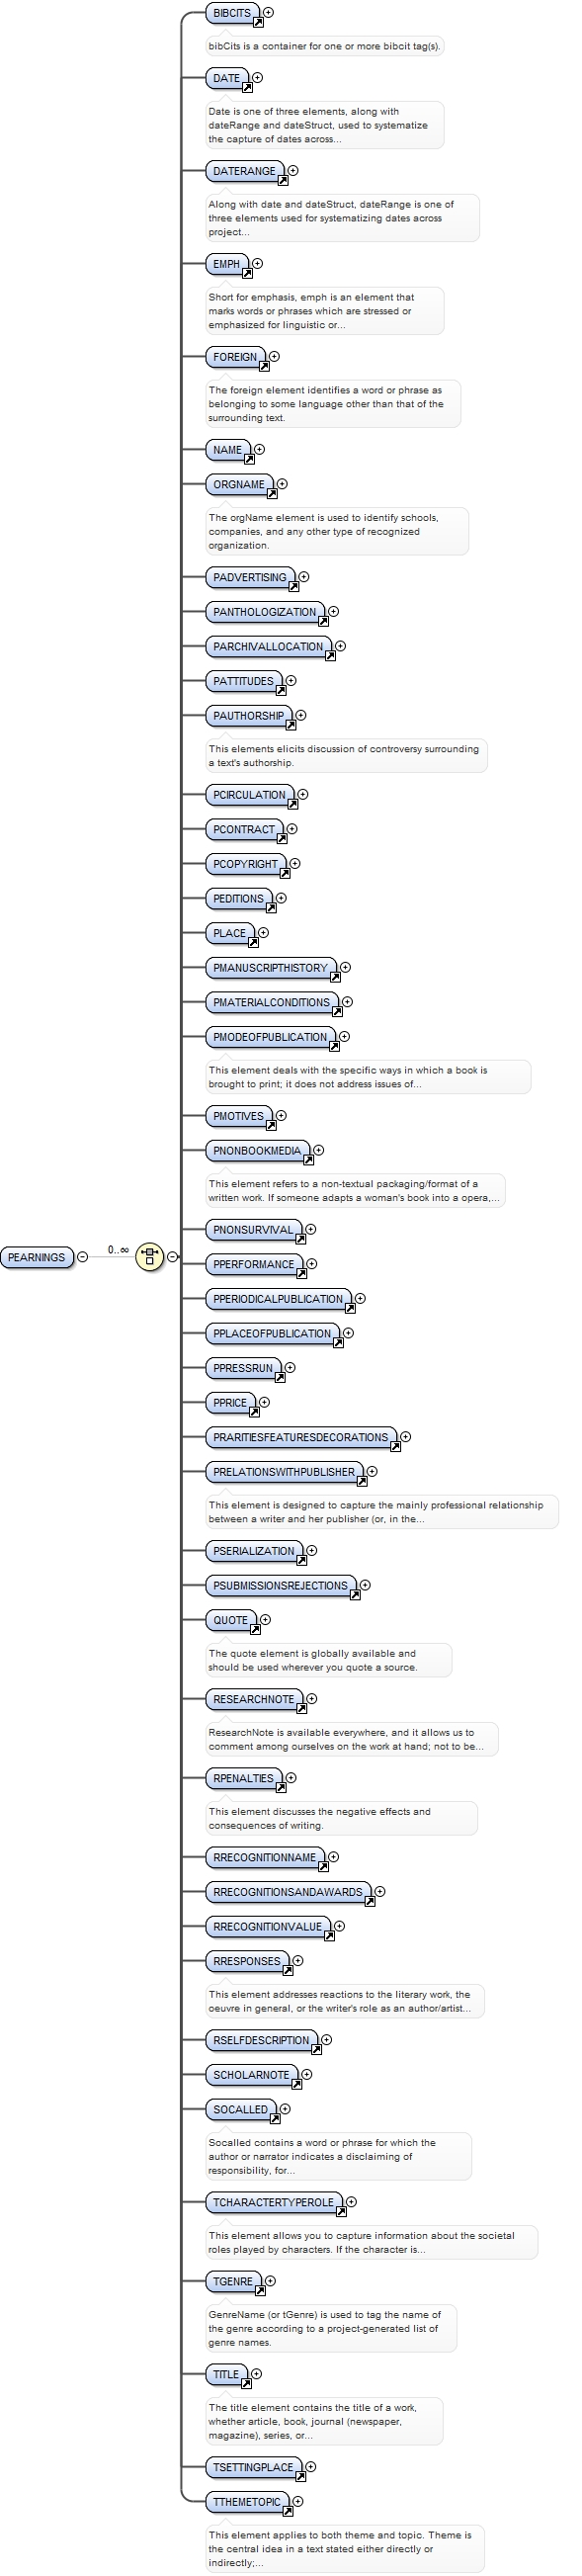 BIBCITS
bibCits is a container for one or more bibcit tag(s).
DATE
Date is one of three elements, along with
dateRange and dateStruct, used to systematize
the capture of dates across...
DATERANGE
Along with date and dateStruct, dateRange is one of
three elements used for systematizing dates across
project...
EMPH
Short for emphasis, emph is an element that
marks words or phrases which are stressed or
emphasized for linguistic or...
FOREIGN
The foreign element identifies a word or phrase as
belonging to some language other than that of the
surrounding text.
NAME
ORGNAME
The orgName element is used to identify schools,
companies, and any other type of recognized
organization.
PADVERTISING
PANTHOLOGIZATION
PARCHIVALLOCATION
PATTITUDES
PAUTHORSHIP
This elements elicits discussion of controversy surrounding
a text's authorship.
PCIRCULATION
PCONTRACT
PCOPYRIGHT
PEDITIONS
PLACE
PMANUSCRIPTHISTORY
PMATERIALCONDITIONS
PMODEOFPUBLICATION
This element deals with the specific ways in which a book is
brought to print; it does not address issues of...
PMOTIVES
PNONBOOKMEDIA
This element refers to a non-textual packaging/format of a
written work. If someone adapts a woman's book into a opera,...
PNONSURVIVAL
PEARNINGS
0..∞
PPERFORMANCE
PPERIODICALPUBLICATION
PPLACEOFPUBLICATION
PPRESSRUN
PPRICE
PRARITIESFEATURESDECORATIONS
PRELATIONSWITHPUBLISHER
This element is designed to capture the mainly professional relationship
between a writer and her publisher (or, in the...
PSERIALIZATION
PSUBMISSIONSREJECTIONS
QUOTE
The quote element is globally available and
should be used wherever you quote a source.
RESEARCHNOTE
ResearchNote is available everywhere, and it allows us to
comment among ourselves on the work at hand; not to be...
RPENALTIES
This element discusses the negative effects and
consequences of writing.
RRECOGNITIONNAME
RRECOGNITIONSANDAWARDS
RRECOGNITIONVALUE
RRESPONSES
This element addresses reactions to the literary work, the
oeuvre in general, or the writer's role as an author/artist...
RSELFDESCRIPTION
SCHOLARNOTE
SOCALLED
Socalled contains a word or phrase for which the
author or narrator indicates a disclaiming of
responsibility, for...
TCHARACTERTYPEROLE
This element allows you to capture information about the societal
roles played by characters. If the character is...
TGENRE
GenreName (or tGenre) is used to tag the name of
the genre according to a project-generated list of
genre names.
TITLE
The title element contains the title of a work,
whether article, book, journal (newspaper,
magazine), series, or...
TSETTINGPLACE
TTHEMETOPIC
This element applies to both theme and topic. Theme is
the central idea in a text stated either directly or
indirectly;...